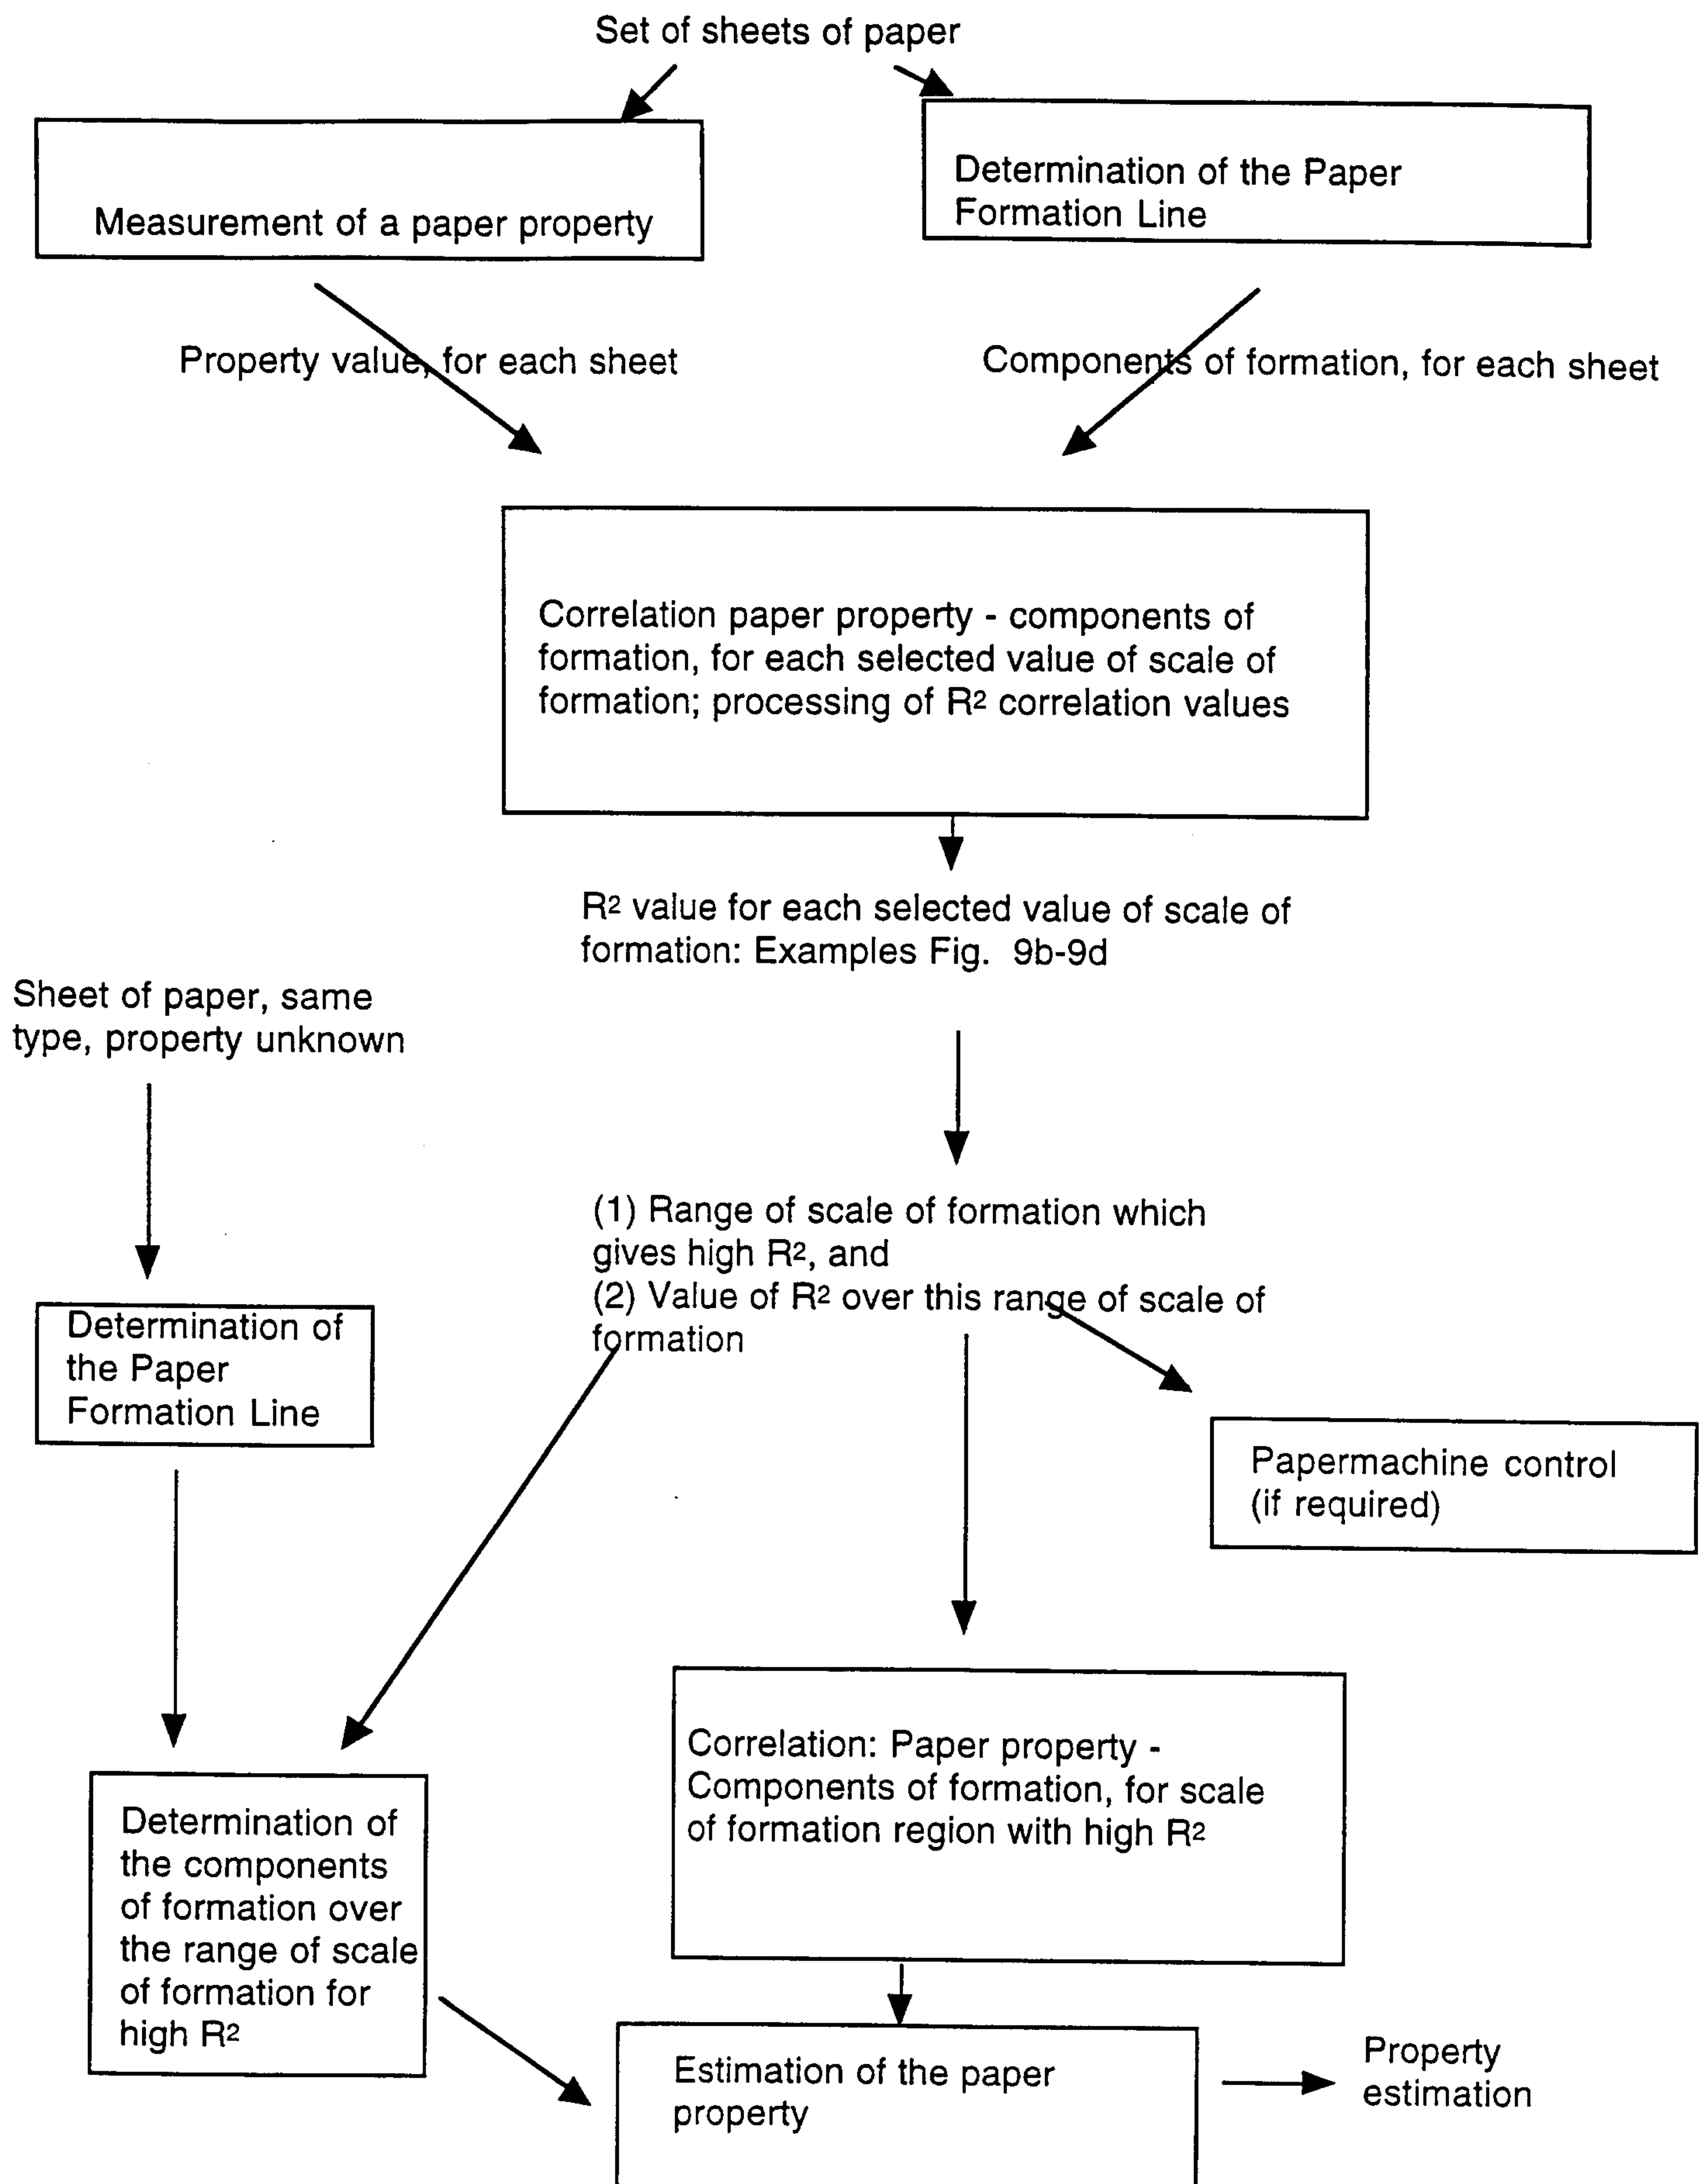 Set of sheets of paper
Measurement of a paper property
Determination of the Paper
Formation Line
Property value, for each sheet
Components of formation, for each sheet
Correlation paper property - components of
formation, for each selected value of scale of
formation; processing of R² correlation values
R² value for each selected value of scale of
formation: Examples Fig. 9b-9d
Sheet of paper, same
type, property unknown
(1) Range of scale of formation which
gives high R², and
(2) Value of R² over this range of scale of
formation
Determination of
the Paper
Formation Line
Papermachine control
(if required)
Correlation: Paper property -
Components of formation, for scale
of formation region with high R²
Determination of
the components
of formation over
the range of scale
of formation for
high R²
Estimation of the paper
property
Property
estimation